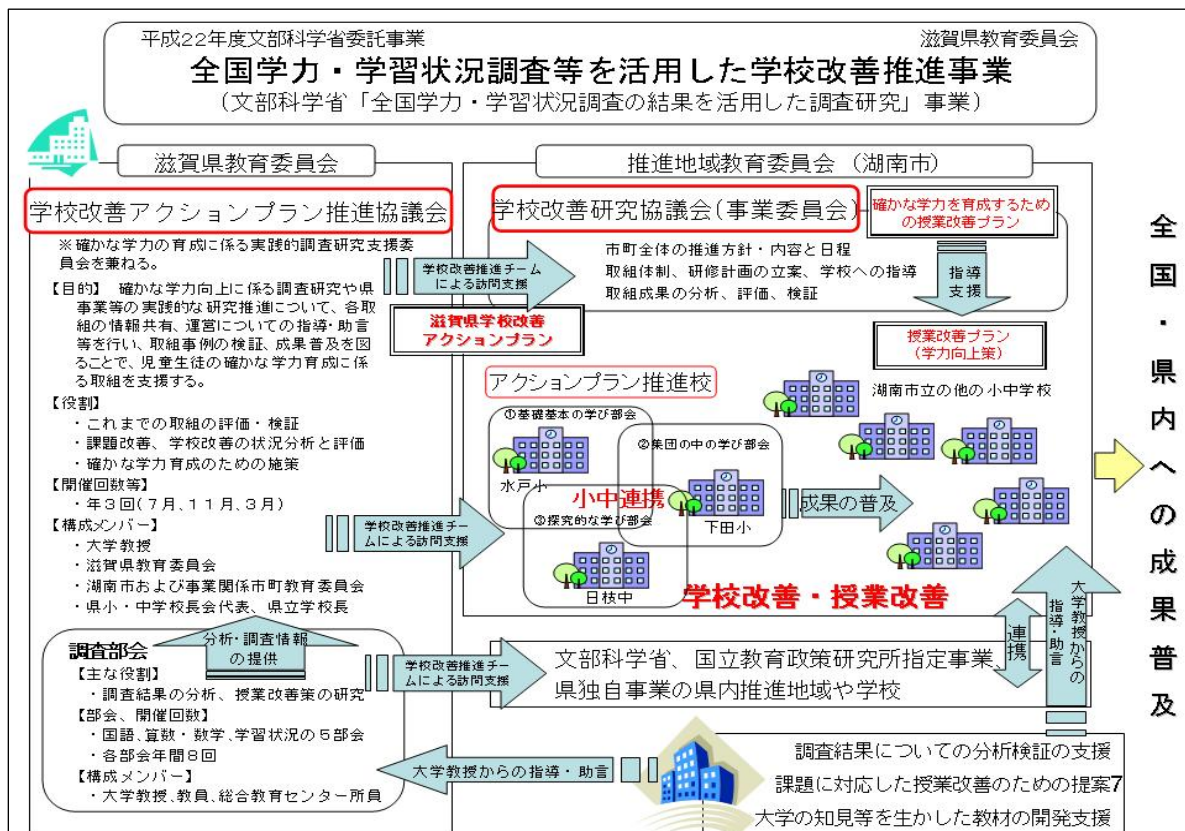 平成22年度文部科学省委託事業
滋賀県教育委員会
全国学力・学習状況調査等を活用した学校改善推進事業
(文部科学省「全国学力・学習状況調査の結果を活用した調査研究」事業)
滋賀県教育委員会
学校改善アクションプラン推進協議会
※確かな学力の育成に係る実践的調査研究支援委
員会を兼ねる。
【目的】 確かな学力向上に係る調査研究や県
事業等の実践的な研究推進について、各取
組の情報共有、運営についての指導・助言
等を行い、取組事例の検証、成果普及を図
ることで、児童生徒の確かな学力育成に係
る取組を支援する。
【役割】
・これまでの取組の評価・検証
・課題改善、学校改善の状況分析と評価
・確かな学力育成のための施策
【開催回数等】
・年3回(7月、11月、3月)
【構成メンバー】
・大学教授
・滋賀県教育委員会
・湖南市および事業関係市町教育委員会
・県小・中学校長会代表、県立学校長
分析・調査情報
の提供
調査部会
【主な役割】
・調査結果の分析、授業改善策の研究
【部会、開催回数】
・国語、算数・数学、学習状況の5部会
・各部会年間8回
【構成メンバー】
・大学教授、教員、総合教育センター所員
学校改善推進チーム
による訪問支援
滋賀県学校改善
アクションプラン
学校改善推進チー
ムによる訪問支援
学校改善推進チー
ムによる訪問支援
大学教授からの指導・助言
推進地域教育委員会 (湖南市)
学校改善研究協議会(事業委員会)
確かな学力を育成するため
の授業改善プラン
市町全体の推進方針・内容と日程
取組体制、研修計画の立案、学校への指導
取組成果の分析、評価、検証
指導
支援
授業改善プラン
(学力向上策)
アクションプラン推進校
湖南市立の他の小中学校
①基礎基本の学び部会
②集団の中の学び部会
水戸小
小中連携
③探究的な学び部会
下田小
成果の普及
日枝中
学校改善・授業改善
連携
大学教授からの
指導・助言
文部科学省、国立教育政策研究所指定事業、
県独自事業の県内推進地域や学校
調査結果についての分析検証の支援
課題に対応した授業改善のための提案7
大学の知見等を生かした教材の開発支援
全国・県内への成果普及